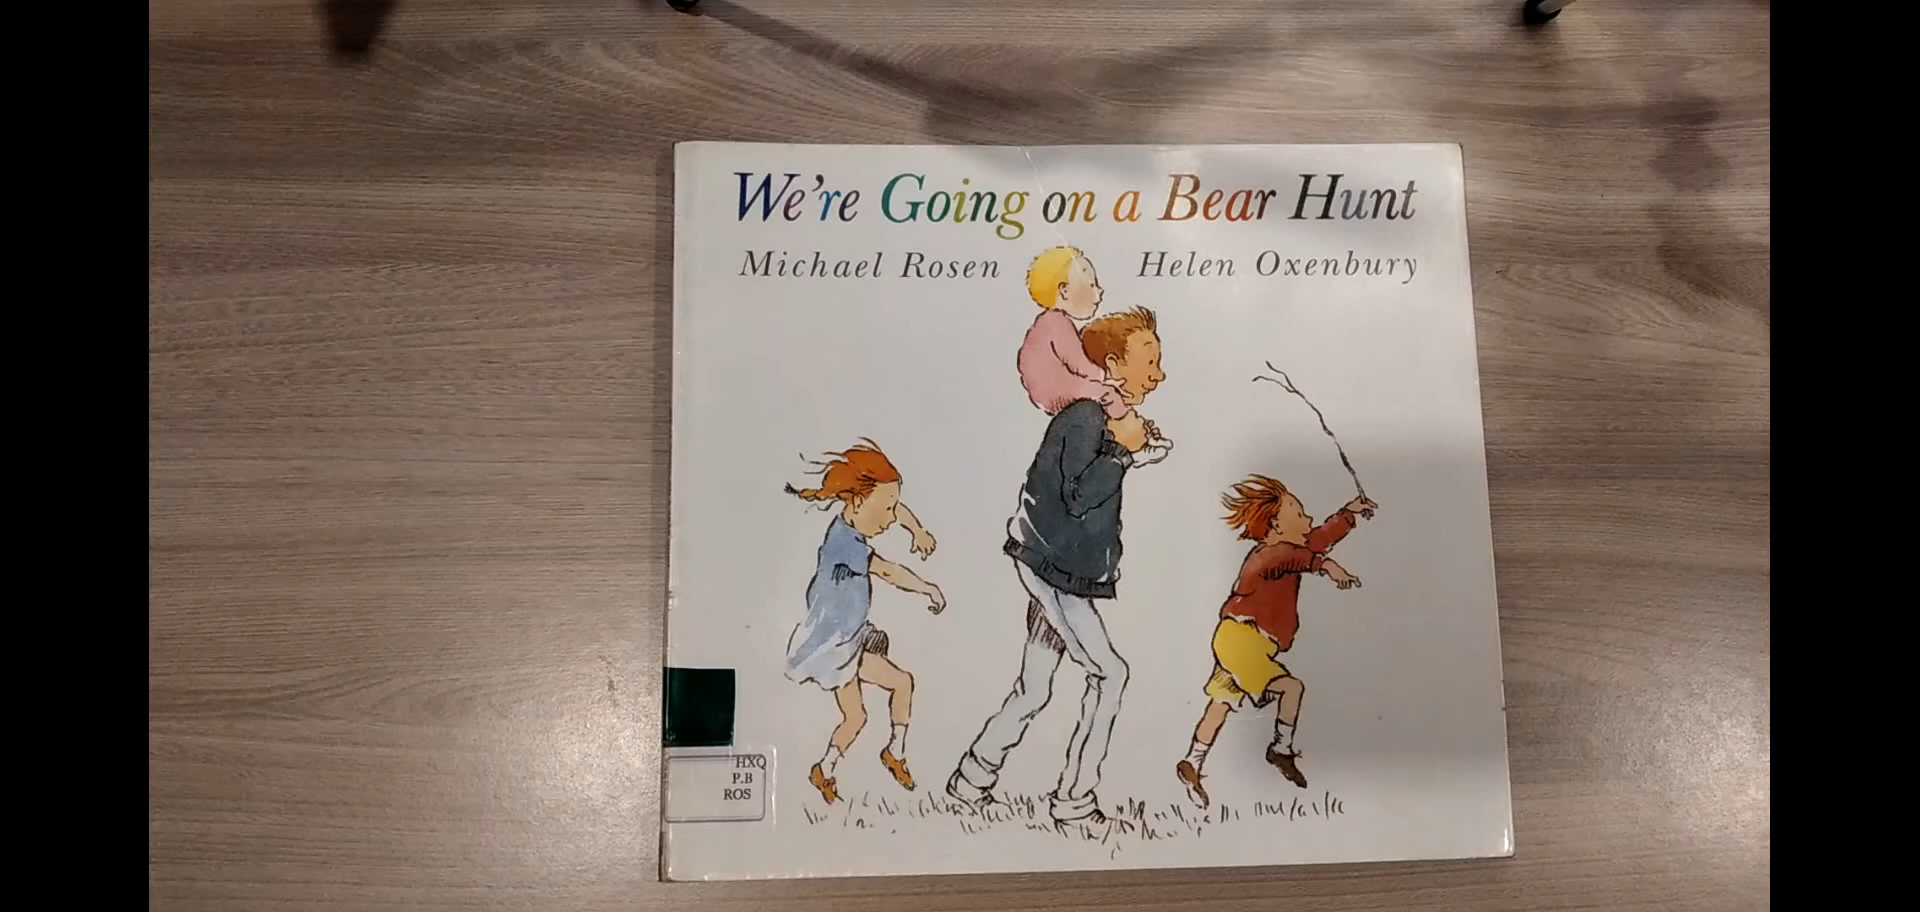 We're Going on a Bear Hunt
Michael Rosen Helen Oxenbury
HXQ
P.B
ROS